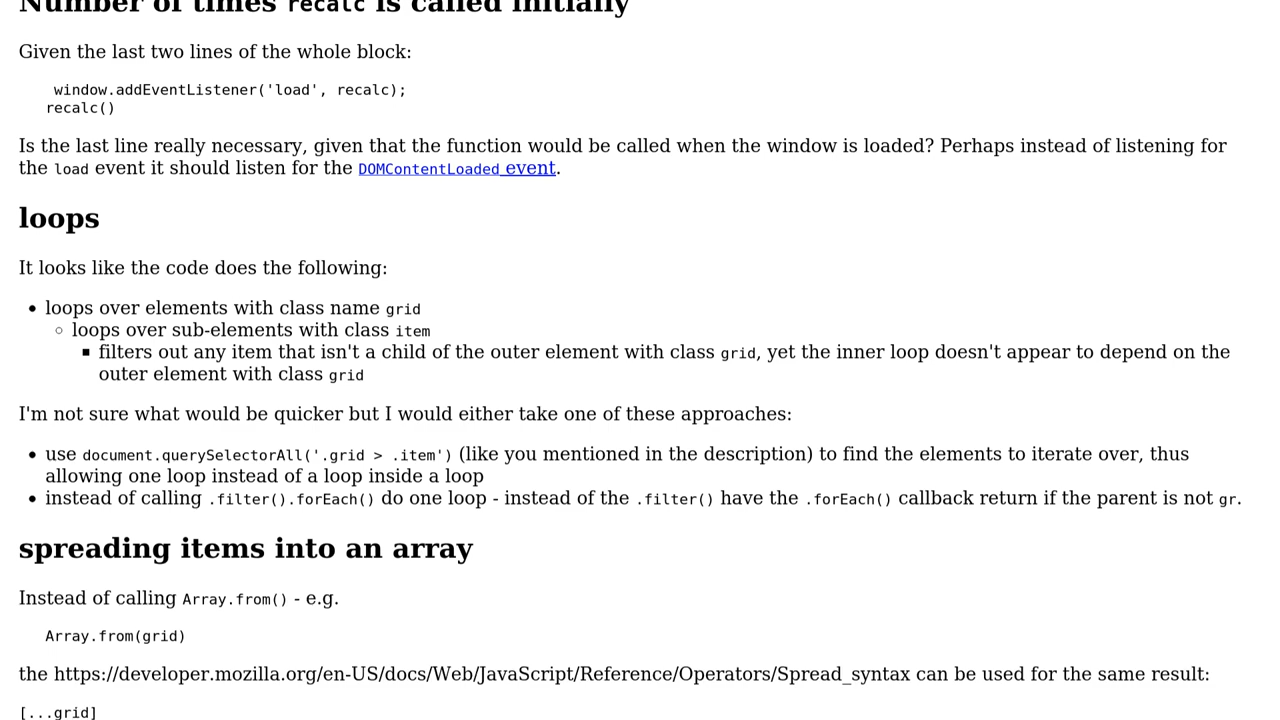 Number of times recalc is called initially
Given the last two lines of the whole block:
window.addEventListener('load', recalc);
recalc()
Is the last line really necessary, given that the function would be called when the window is loaded? Perhaps instead of listening for
the load event it should listen for the DOMContentLoaded event.
loops
It looks like the code does the following:
• loops over elements with class name grid
◦ loops over sub-elements with class item
▪ filters out any item that isn't a child of the outer element with class grid, yet the inner loop doesn't appear to depend on the
outer element with class grid
I'm not sure what would be quicker but I would either take one of these approaches:
• use document.querySelectorAll('.grid > .item') (like you mentioned in the description) to find the elements to iterate over, thus
allowing one loop instead of a loop inside a loop
• instead of calling .filter().forEach() do one loop - instead of the .filter() have the .forEach() callback return if the parent is not gr.
spreading items into an array
Instead of calling Array.from() - e.g.
Array.from(grid)
the https://developer.mozilla.org/en-US/docs/Web/JavaScript/Reference/Operators/Spread_syntax can be used for the same result:
[...grid]